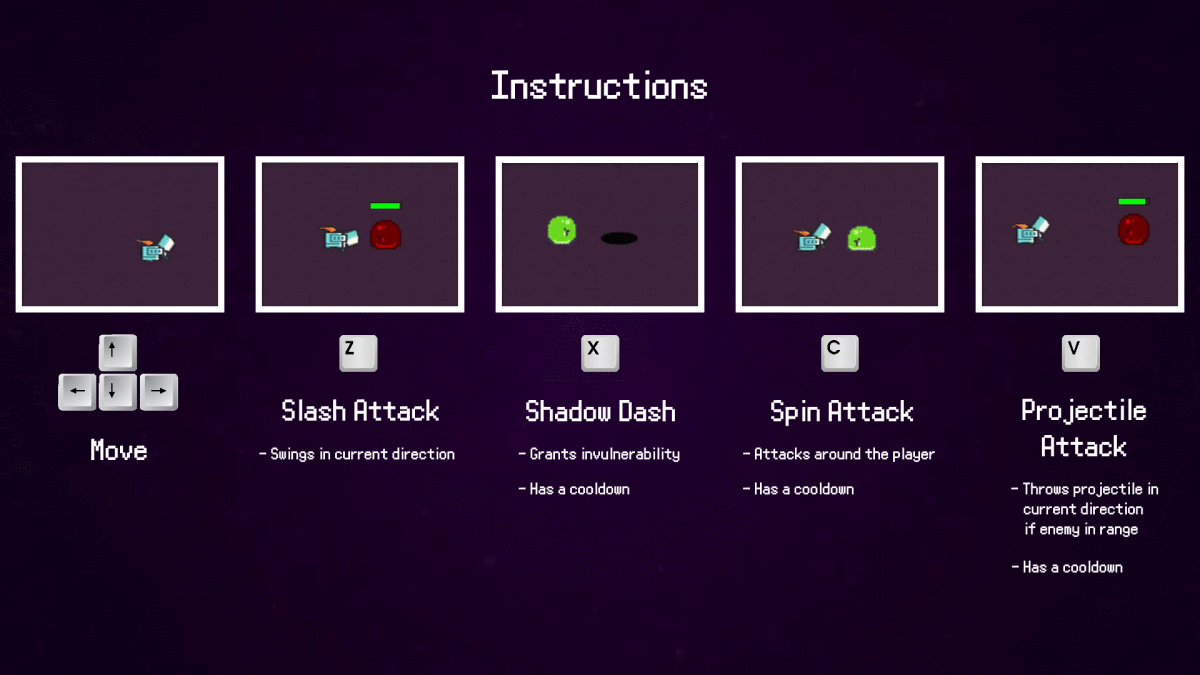 Instructions
↑
← ↓ →
Move
Z
Slash Attack
- Swings in current direction
X
Shadow Dash
- Grants invulnerability
- Has a cooldown
C
Spin Attack
- Attacks around the player
- Has a cooldown
V
Projectile
Attack
- Throws projectile in
current direction
if enemy in range
- Has a cooldown